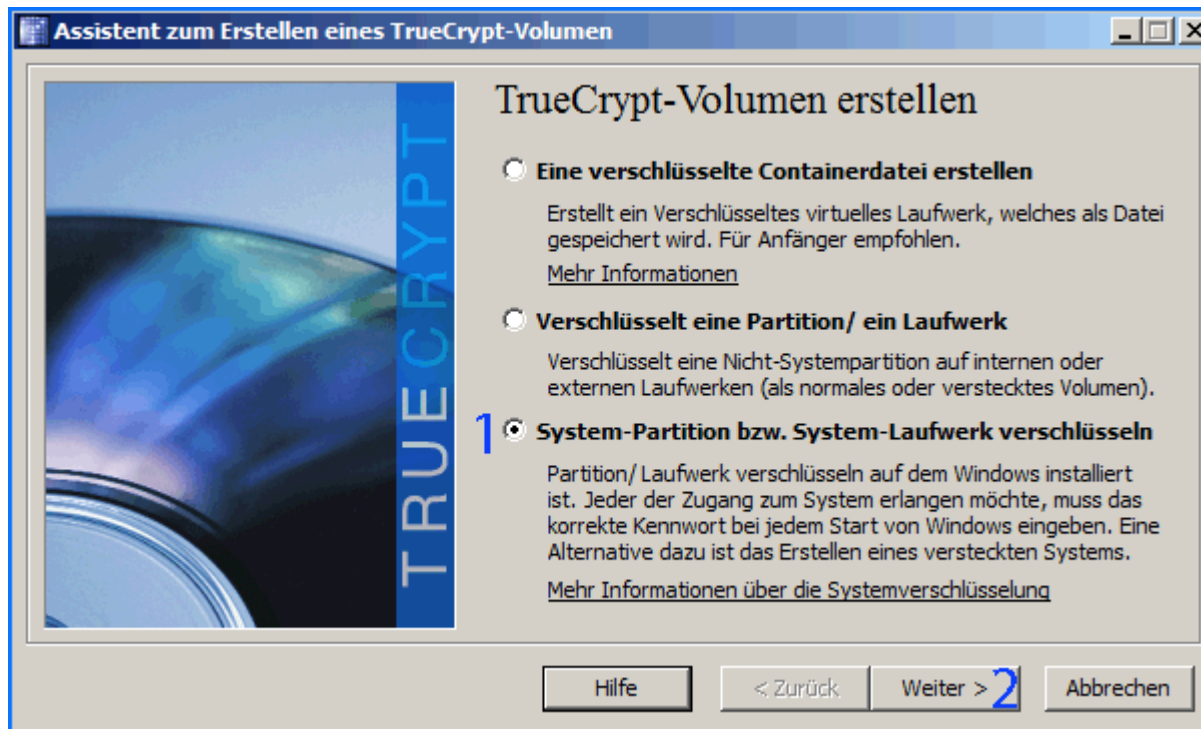 Assistent zum Erstellen eines TrueCrypt-Volumen
TRUECRYPT
TrueCrypt-Volumen erstellen
Eine verschlüsselte Containerdatei erstellen
Erstellt ein Verschlüsseltes virtuelles Laufwerk, welches als Datei
gespeichert wird. Für Anfänger empfohlen.
Mehr Informationen
Verschlüsselt eine Partition/ ein Laufwerk
Verschlüsselt eine Nicht-Systempartition auf internen oder
externen Laufwerken (als normales oder verstecktes Volumen).
1 System-Partition bzw. System-Laufwerk verschlüsseln
Partition/ Laufwerk verschlüsseln auf dem Windows installiert
ist. Jeder der Zugang zum System erlangen möchte, muss das
korrekte Kennwort bei jedem Start von Windows eingeben. Eine
Alternative dazu ist das Erstellen eines versteckten Systems.
Mehr Informationen über die Systemverschlüsselung
Hilfe < Zurück Weiter > 2 Abbrechen